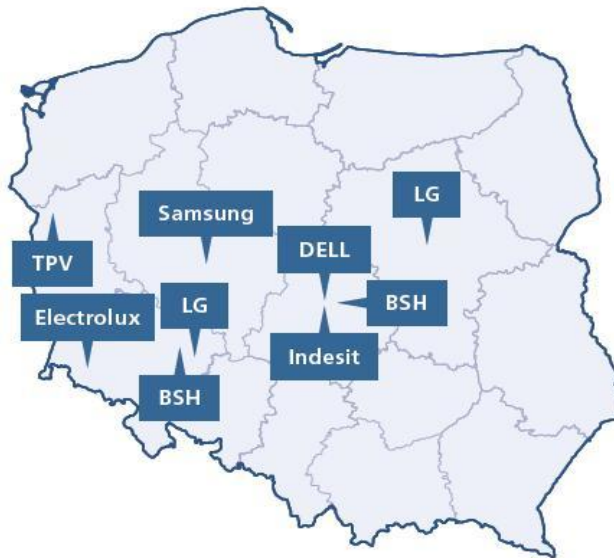 LG
Samsung
DELL
TPV
LG
BSH
Electrolux
Indesit
BSH